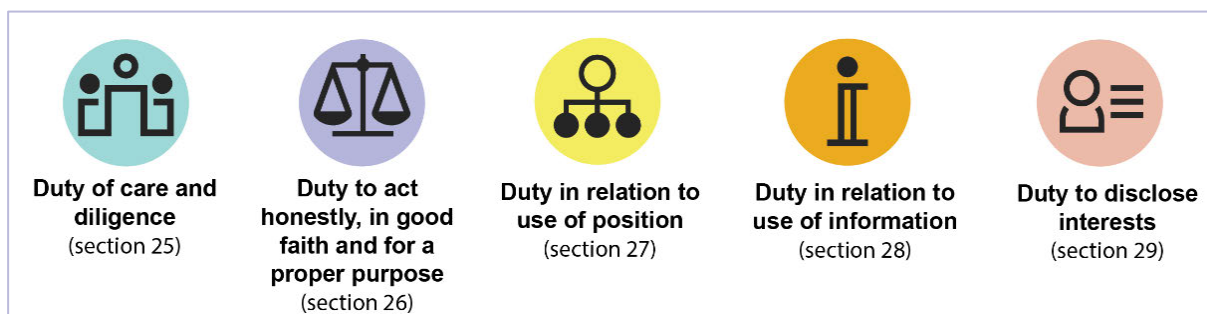 Duty of care and
diligence
(section 25)
Duty to act
honestly, in good
faith and for a
proper purpose
(section 26)
Duty in relation to
use of position
(section 27)
Duty in relation to
use of information
(section 28)
Duty to disclose
interests
(section 29)